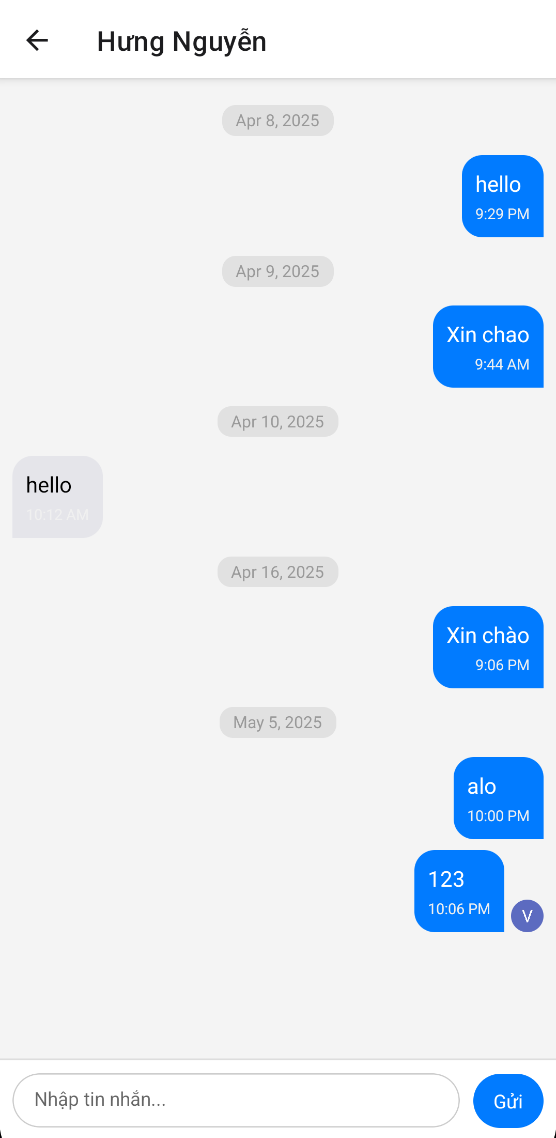 Hưng Nguyễn
Apr 8, 2025
hello
9:29 PM
Apr 9, 2025
Xin chao
9:44 AM
Apr 10, 2025
hello
10:12 AM
Apr 16, 2025
Xin chào
9:06 PM
May 5, 2025
alo
10:00 PM
123
10:06 PM
V
Nhập tin nhắn...
Gửi